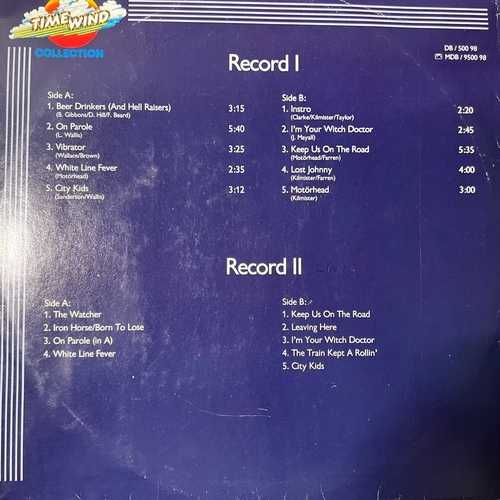 TIMEWIND
COLLECTION
DB / 500 98
MDB / 9500 98
Record I
Side A:
1. Beer Drinkers (And Hell Raisers) 3:15
(B. Gibbons/D. Hill/F. Beard)
2. On Parole 5:40
(L. Wallis)
3. Vibrator 3:25
(Wallace/Brown)
4. White Line Fever 2:35
(Motörhead)
5. City Kids 3:12
(Sanderson/Wallis)
Side B:
1. Instro 2:20
(Clarke/Kilmister/Taylor)
2. I'm Your Witch Doctor 2:45
(J. Mayall)
3. Keep Us On The Road 5:35
(Motörhead/Farren)
4. Lost Johnny 4:00
(Kilmister/Farren)
5. Motörhead 3:00
(Kilmister)
Record II
Side A:
1. The Watcher
2. Iron Horse/Born To Lose
3. On Parole (in A)
4. White Line Fever
Side B:
1. Keep Us On The Road
2. Leaving Here
3. I'm Your Witch Doctor
4. The Train Kept A Rollin'
5. City Kids